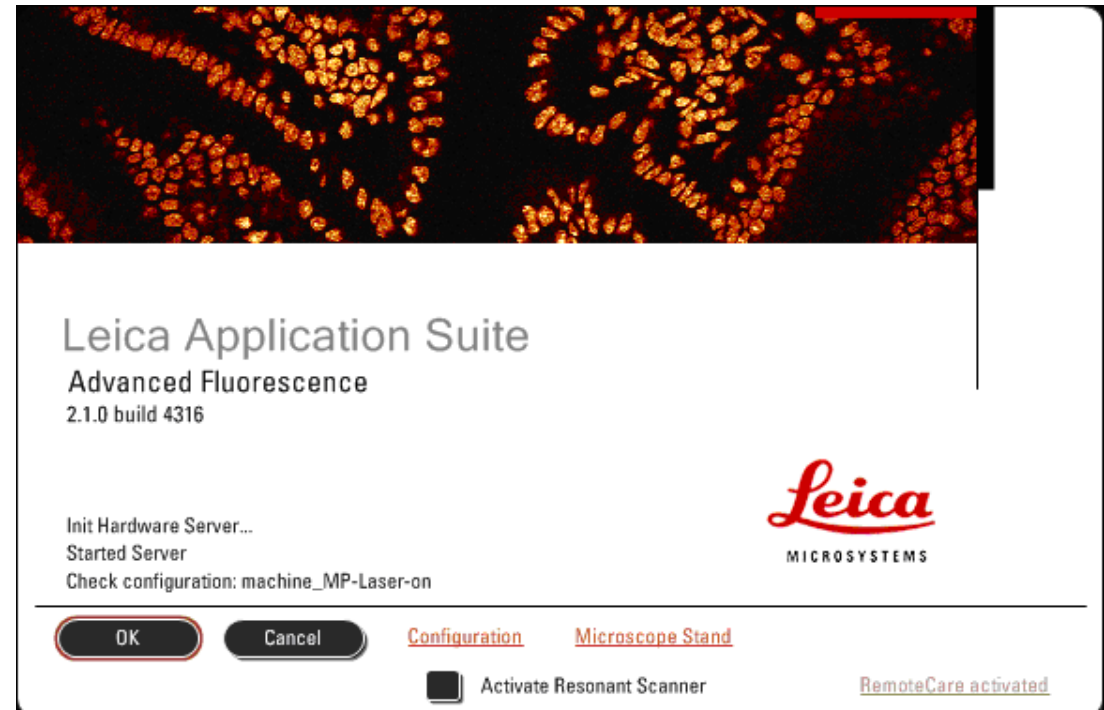 Leica Application Suite
Advanced Fluorescence
2.1.0 build 4316
Leica
MICROSYSTEMS
Init Hardware Server...
Started Server
Check configuration: machine_MP-Laser-on
OK Cancel Configuration Microscope Stand
Activate Resonant Scanner RemoteCare activated